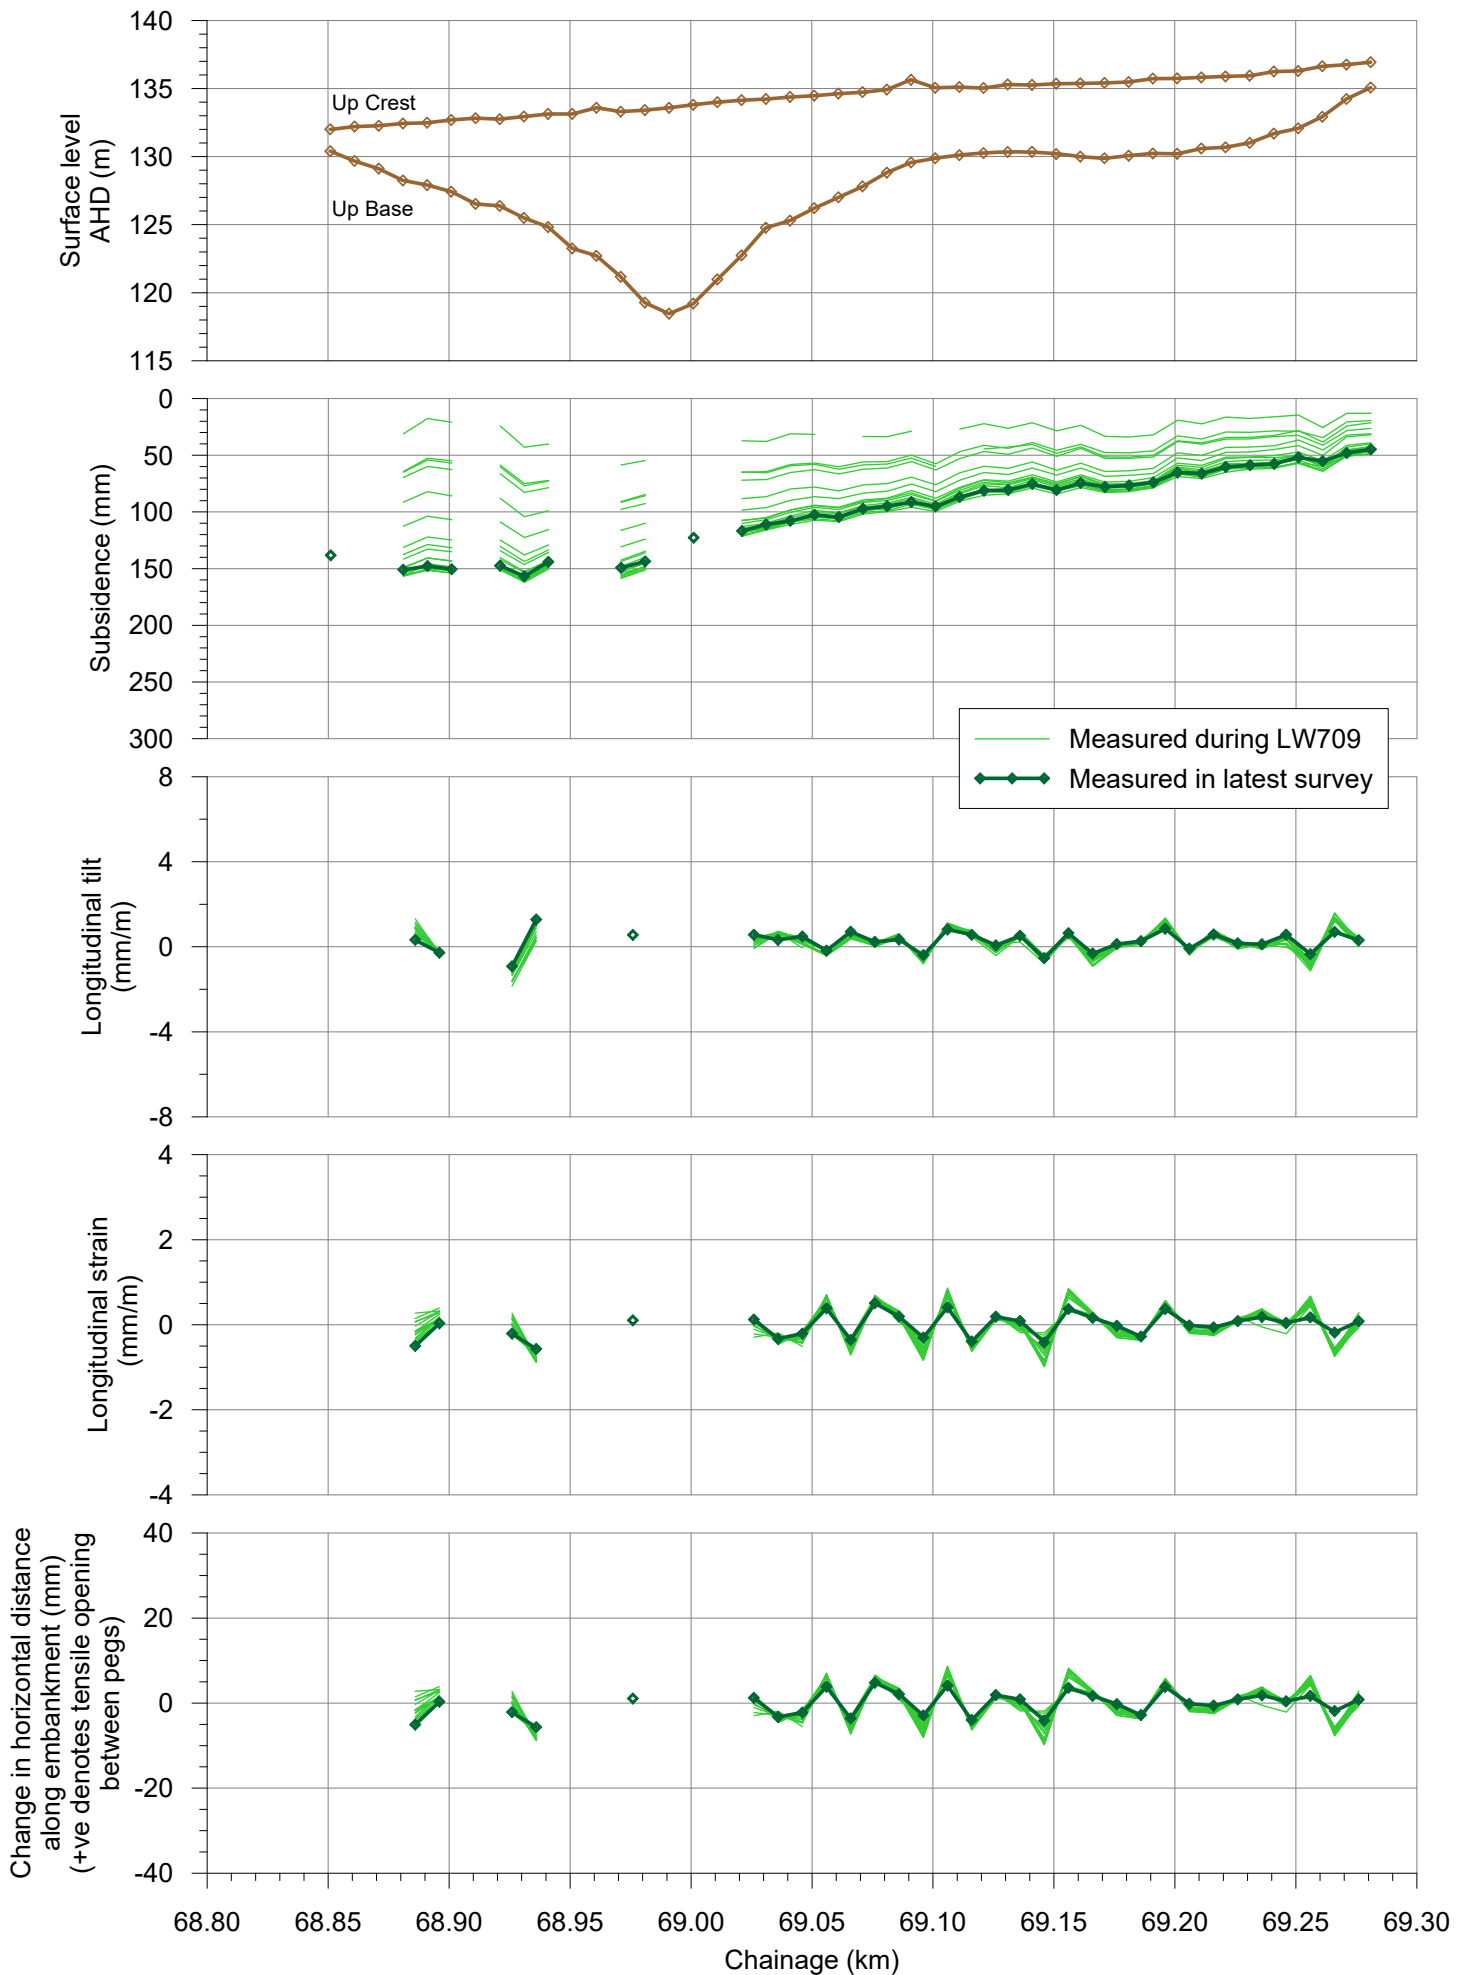 140
135
130
125
120
115
Surface level
AHD (m)
Up Crest
Up Base
0
50
100
150
200
250
300
Subsidence (mm)
Measured during LW709
Measured in latest survey
8
4
0
-4
-8
Longitudinal tilt
(mm/m)
4
2
0
-2
-4
Longitudinal strain
(mm/m)
40
20
0
-20
-40
Change in horizontal distance
along embankment (mm)
(+ve denotes tensile opening
between pegs)
68.80 68.85 68.90 68.95 69.00 69.05 69.10 69.15 69.20 69.25 69.30
Chainage (km)